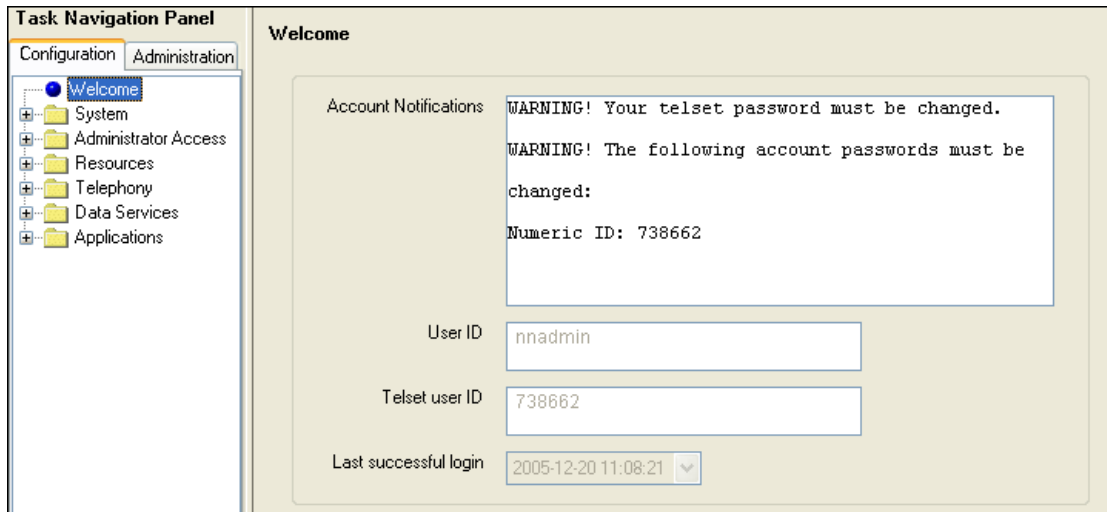 Task Navigation Panel
Configuration
Administration
Welcome
System
Administrator Access
Resources
Telephony
Data Services
Applications
Welcome
Account Notifications
WARNING! Your telset password must be changed.
WARNING! The following account passwords must be
changed:
Numeric ID: 738662
User ID
nnadmin
Telset user ID
738662
Last successful login
2005-12-20 11:08:21